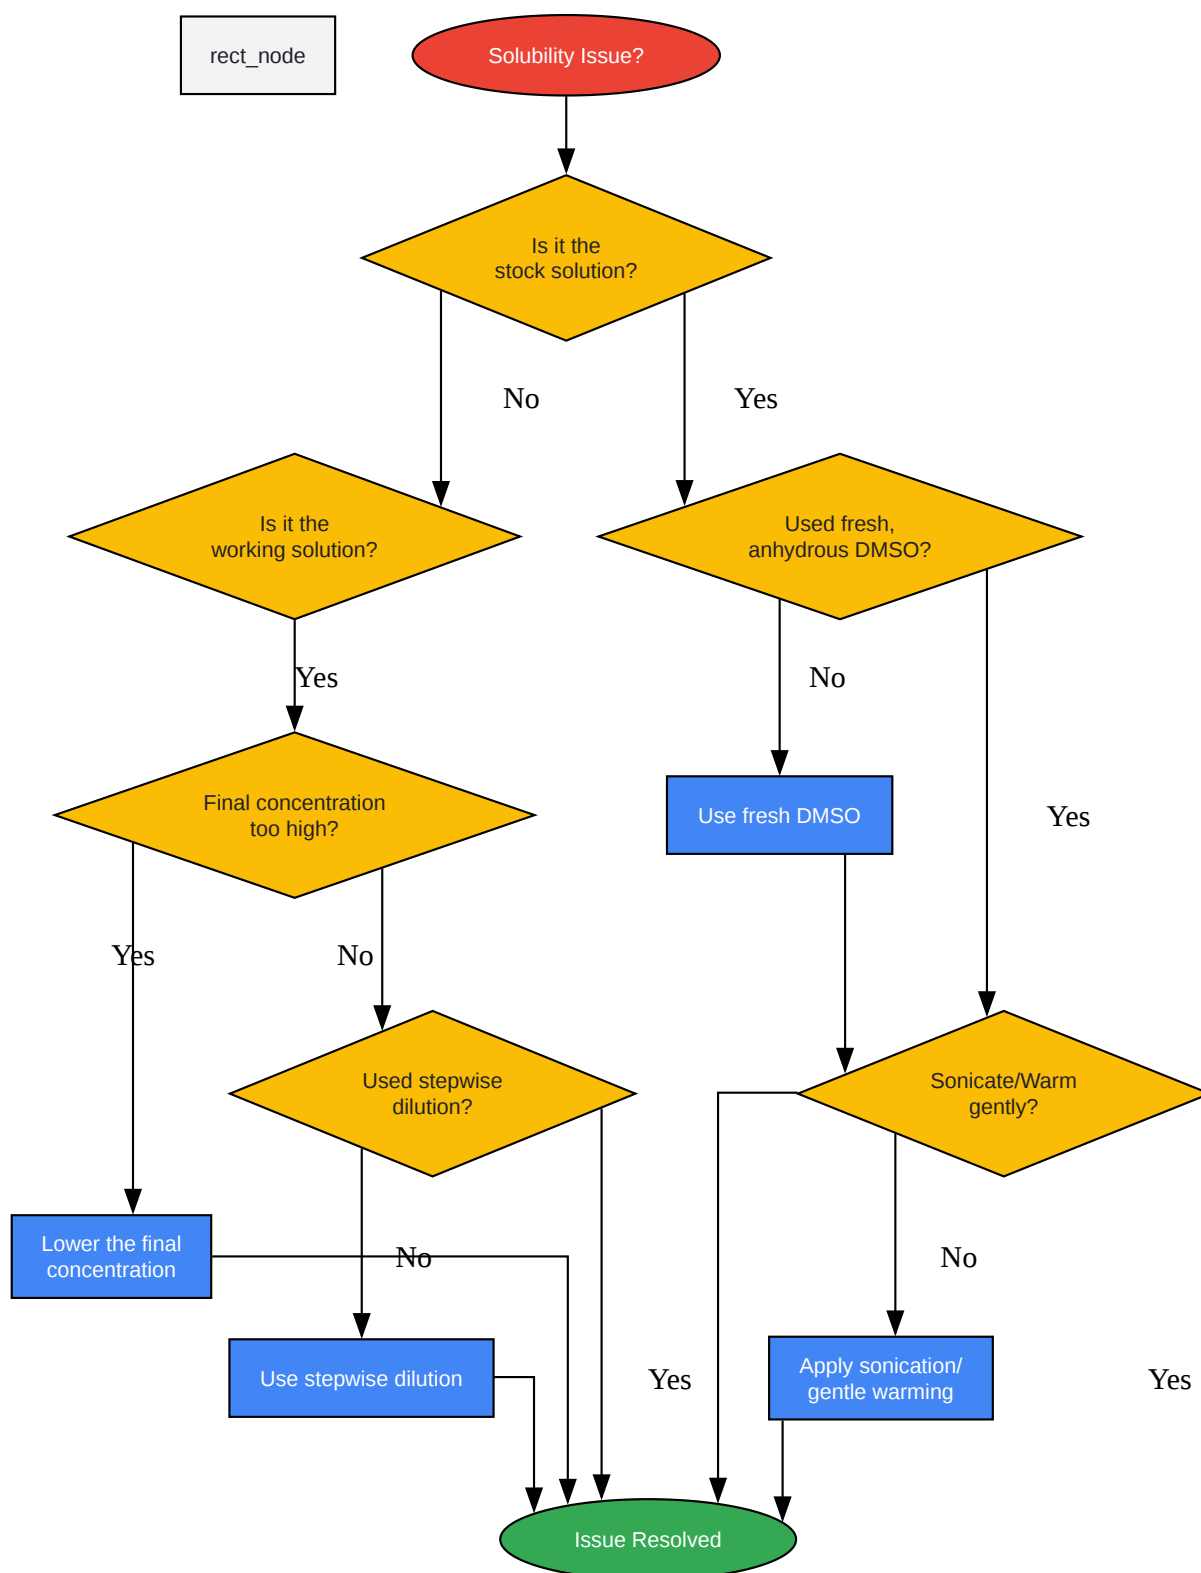 rect_node
Solubility Issue?
Is it the
stock solution?
No
Yes
Is it the
working solution?
Used fresh,
anhydrous DMSO?
Yes
No
Final concentration
too high?
Use fresh DMSO
Yes
Yes
No
Used stepwise
dilution?
Sonicate/Warm
gently?
Lower the final
concentration
No
No
Use stepwise dilution
Yes
Apply sonication/
gentle warming
Yes
Issue Resolved